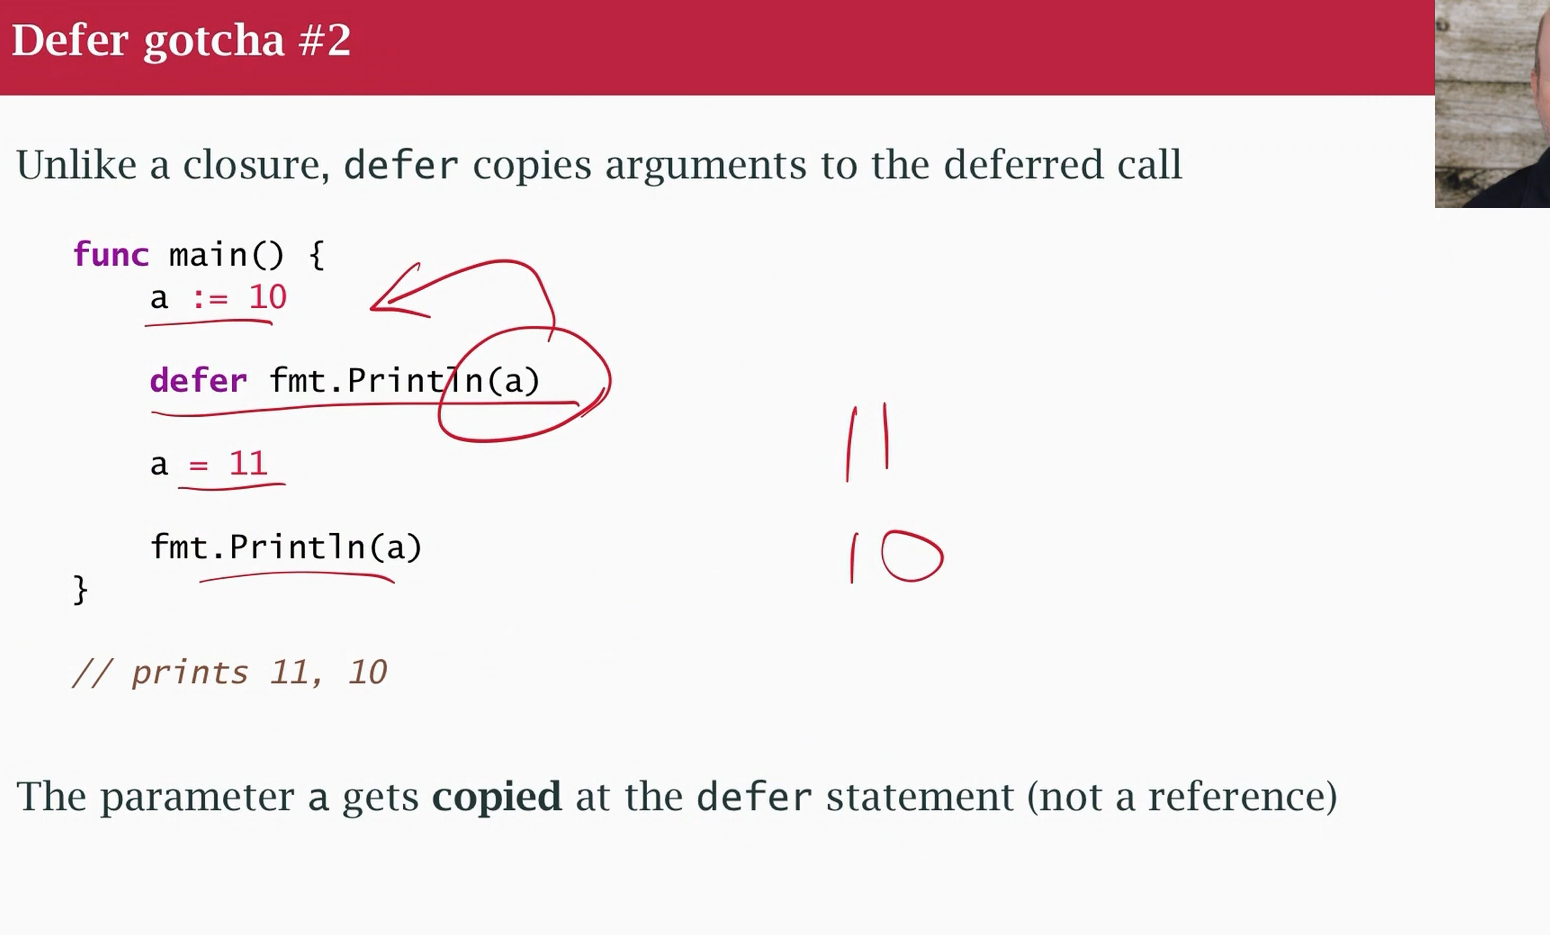 Defer gotcha #2
Unlike a closure, defer copies arguments to the deferred call
func main() {
a := 10
defer fmt.Println(a)
a = 11
fmt.Println(a)
}
11
10
// prints 11, 10
The parameter a gets copied at the defer statement (not a reference)